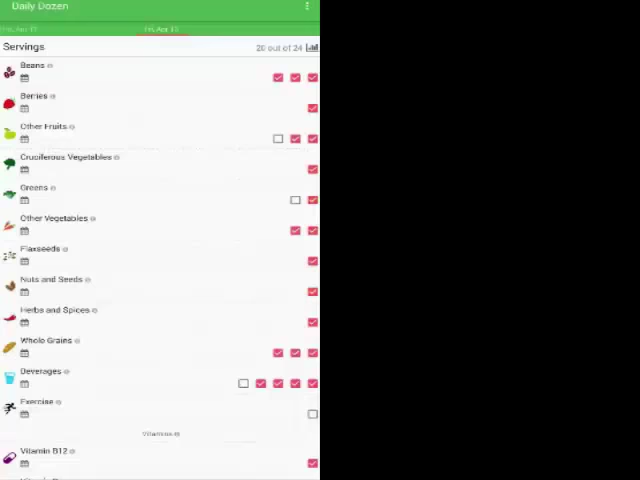 Daily Dozen
Servings
20 out of 24
Beans
Berries
Other Fruits
Cruciferous Vegetables
Greens
Other Vegetables
Flaxseeds
Nuts and Seeds
Herbs and Spices
Whole Grains
Beverages
Exercise
Vitamins
Vitamin B12